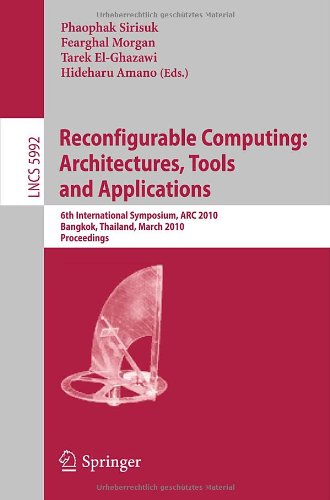 Urheberrechtlich geschütztes Material
Phaophak Sirisuk
Fearghal Morgan
Tarek El-Ghazawi
Hideharu Amano (Eds.)
LNCS 5992
Reconfigurable Computing:
Architectures, Tools
and Applications
6th International Symposium, ARC 2010
Bangkok, Thailand, March 2010
Proceedings
Springer
Urheberrechtlich geschütztes Material